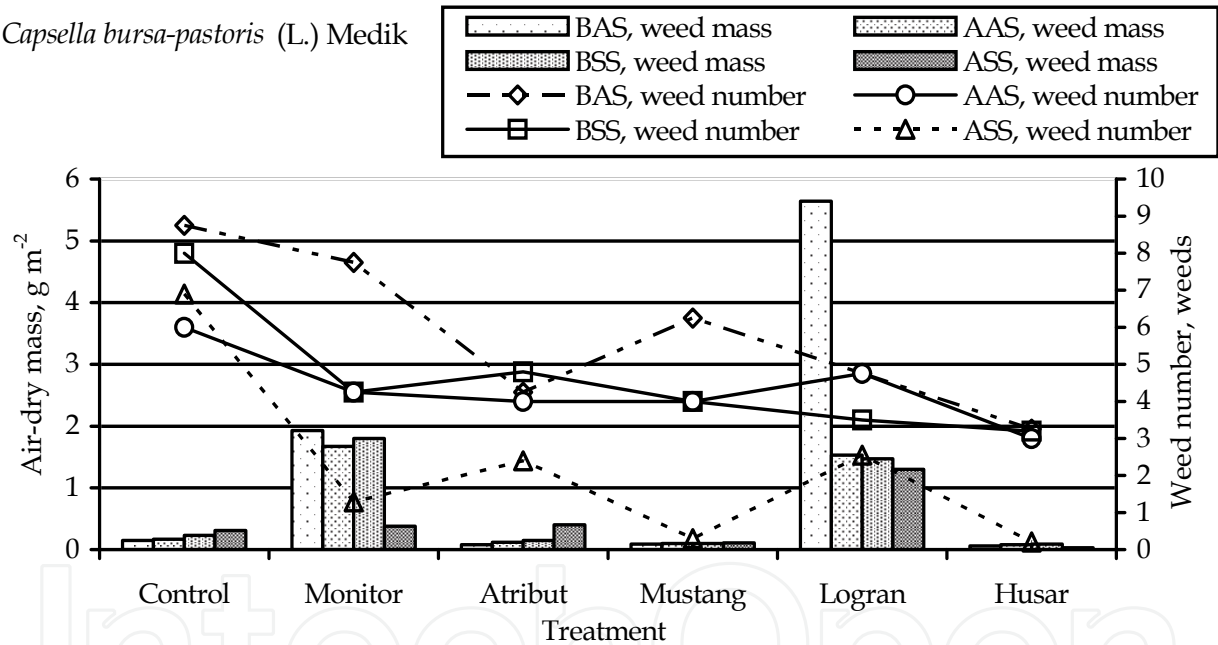 Capsella bursa-pastoris (L.) Medik
BAS, weed mass
AAS, weed mass
BSS, weed mass
ASS, weed mass
BAS, weed number
AAS, weed number
BSS, weed number
ASS, weed number
Air-dry mass, g m⁻²
6
5
4
3
2
1
0
10
9
8
7
6
5
4
3
2
1
0
Weed number, weeds
Control Monitor Atribut Mustang Logran Husar
Treatment
IntechOpen